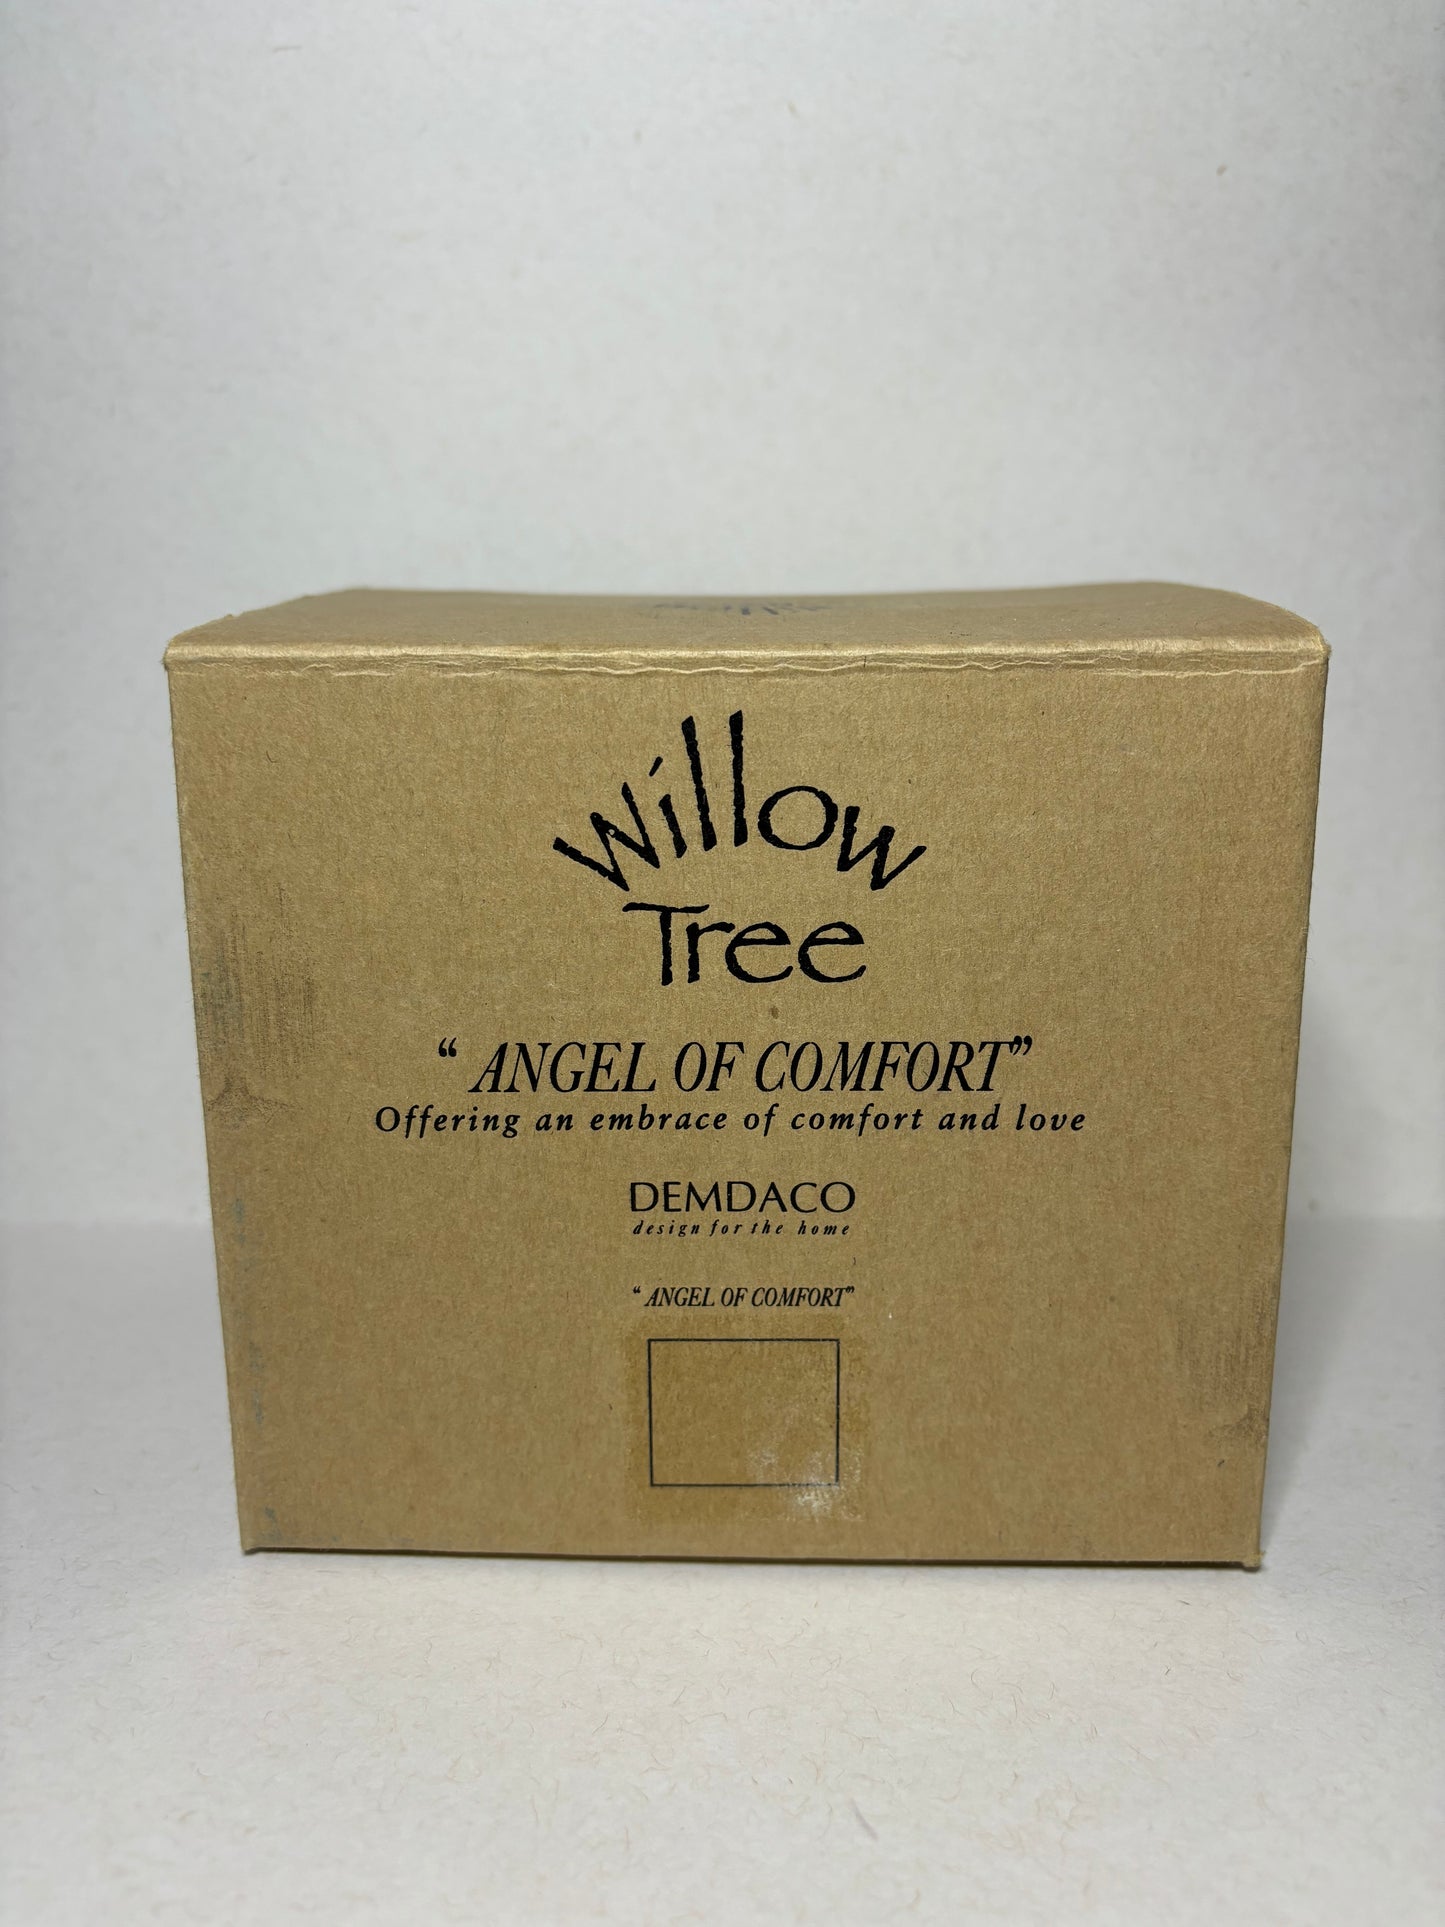 willow
Tree
“ ANGEL OF COMFORT”
Offering an embrace of comfort and love
DEMDACO
design for the home
“ ANGEL OF COMFORT”